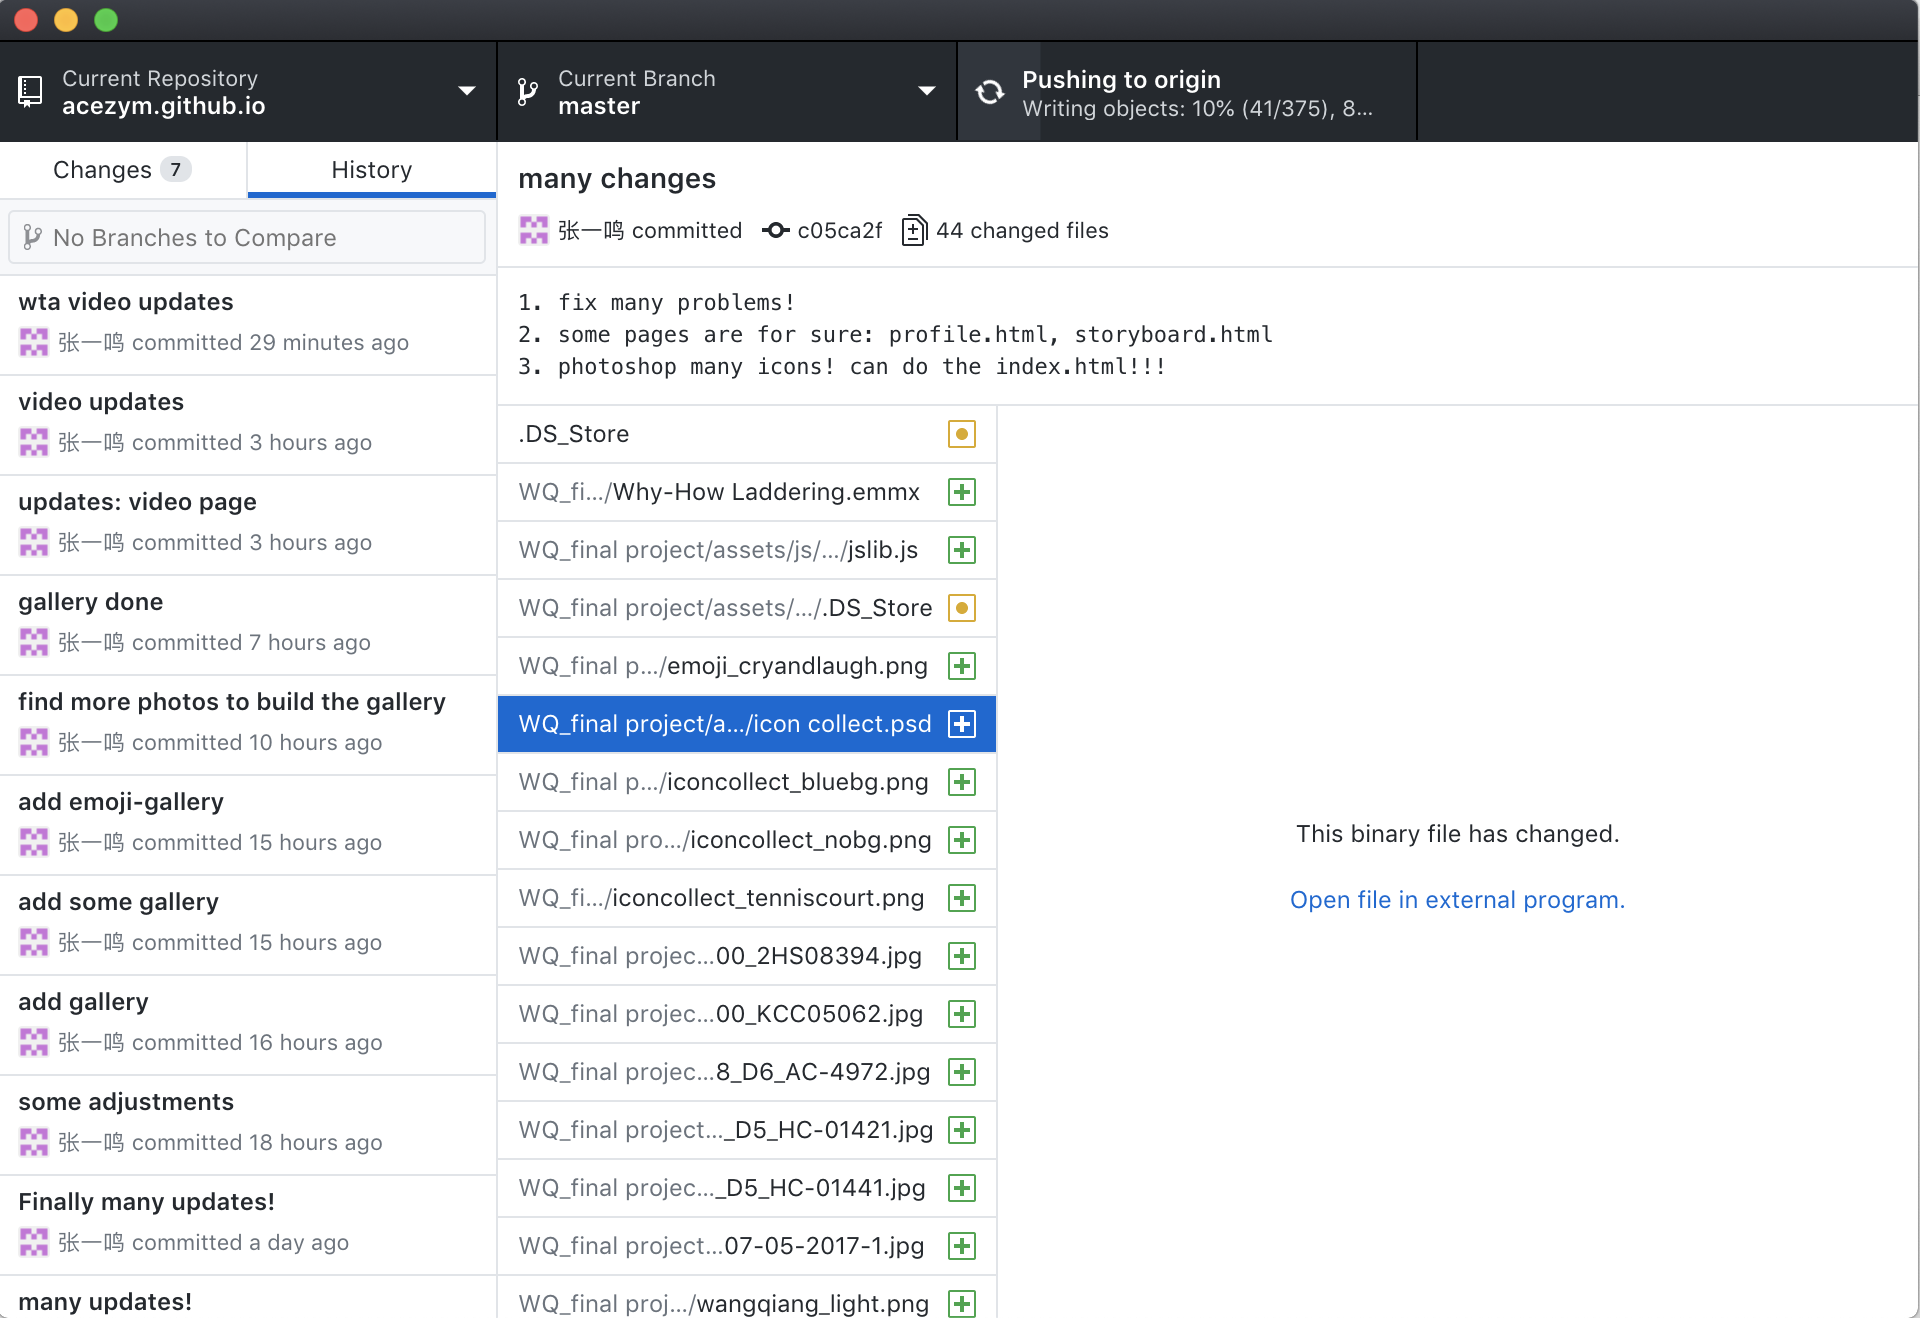 Current Repository
acezym.github.io
Current Branch
master
Pushing to origin
Writing objects: 10% (41/375), 8...
Changes 7
History
No Branches to Compare
wta video updates
张一鸣 committed 29 minutes ago
video updates
张一鸣 committed 3 hours ago
updates: video page
张一鸣 committed 3 hours ago
gallery done
张一鸣 committed 7 hours ago
find more photos to build the gallery
张一鸣 committed 10 hours ago
add emoji-gallery
张一鸣 committed 15 hours ago
add some gallery
张一鸣 committed 15 hours ago
add gallery
张一鸣 committed 16 hours ago
some adjustments
张一鸣 committed 18 hours ago
Finally many updates!
张一鸣 committed a day ago
many updates!
many changes
张一鸣 committed c05ca2f 44 changed files
1. fix many problems!
2. some pages are for sure: profile.html, storyboard.html
3. photoshop many icons! can do the index.html!!!
.DS_Store
WQ_fi.../Why-How Laddering.emmx
WQ_final project/assets/js/.../jslib.js
WQ_final project/assets/.../.DS_Store
WQ_final p.../emoji_cryandlaugh.png
WQ_final project/a.../icon collect.psd
WQ_final p.../iconcollect_bluebg.png
WQ_final pro.../iconcollect_nobg.png
WQ_fi.../iconcollect_tenniscourt.png
WQ_final projec...00_2HS08394.jpg
WQ_final projec...00_KCC05062.jpg
WQ_final projec...8_D6_AC-4972.jpg
WQ_final project..._D5_HC-01421.jpg
WQ_final projec..._D5_HC-01441.jpg
WQ_final project...07-05-2017-1.jpg
WQ_final proj.../wangqiang_light.png
This binary file has changed.
Open file in external program.